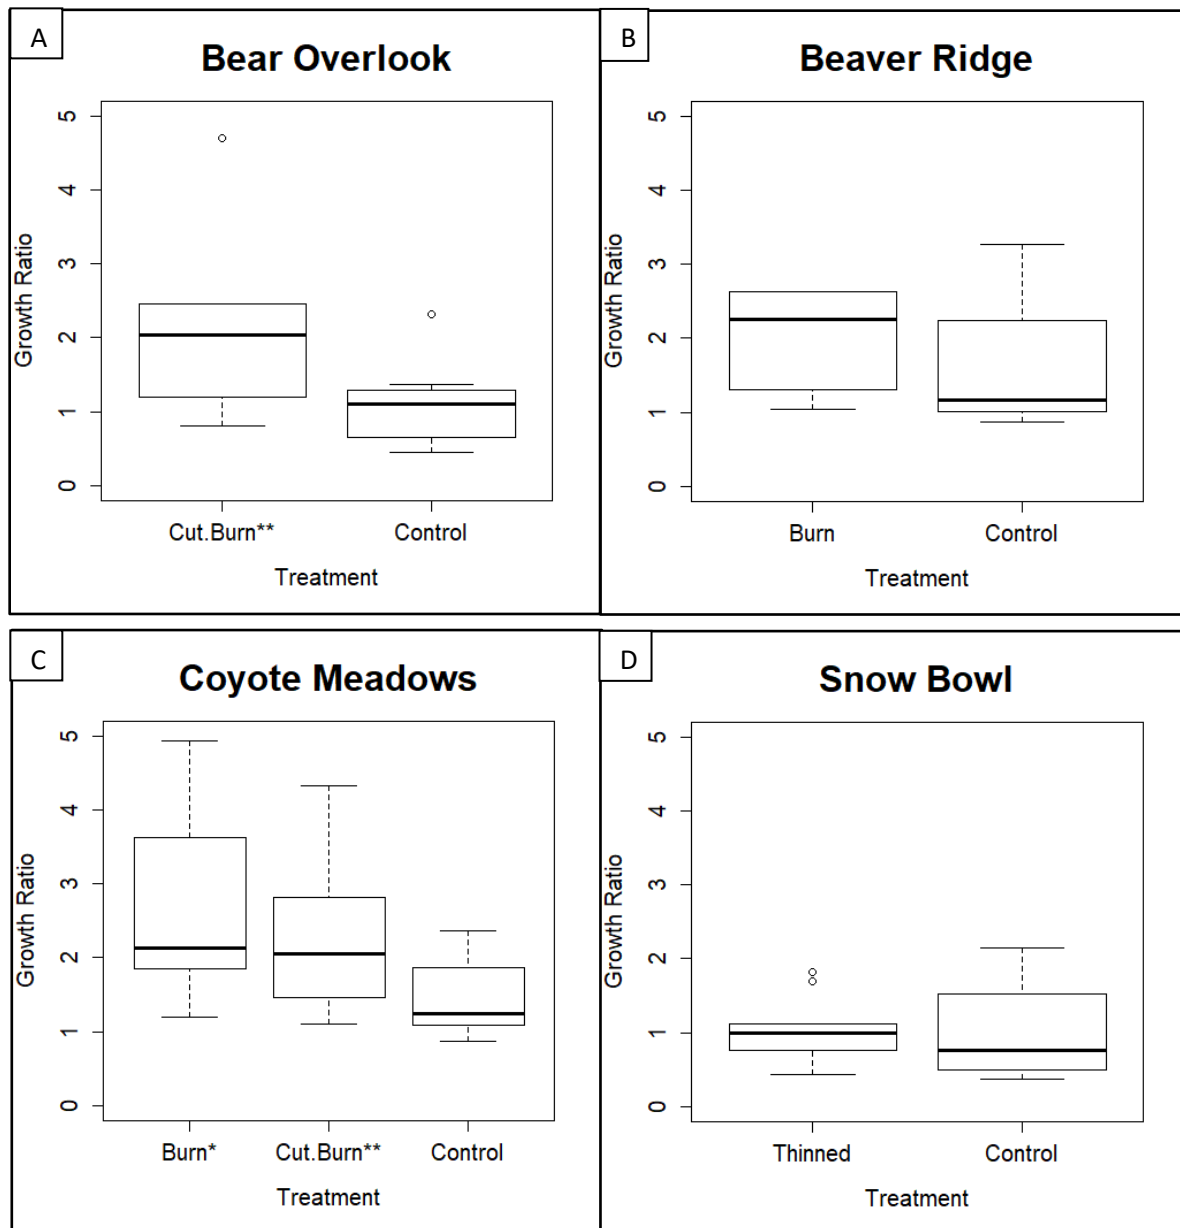 A
Bear Overlook
5
4
3
2
1
0
Growth Ratio
Cut.Burn**
Control
Treatment
B
Beaver Ridge
5
4
3
2
1
0
Growth Ratio
Burn
Control
Treatment
C
Coyote Meadows
5
4
3
2
1
0
Growth Ratio
Burn*
Cut.Burn**
Control
Treatment
D
Snow Bowl
5
4
3
2
1
0
Growth Ratio
Thinned
Control
Treatment